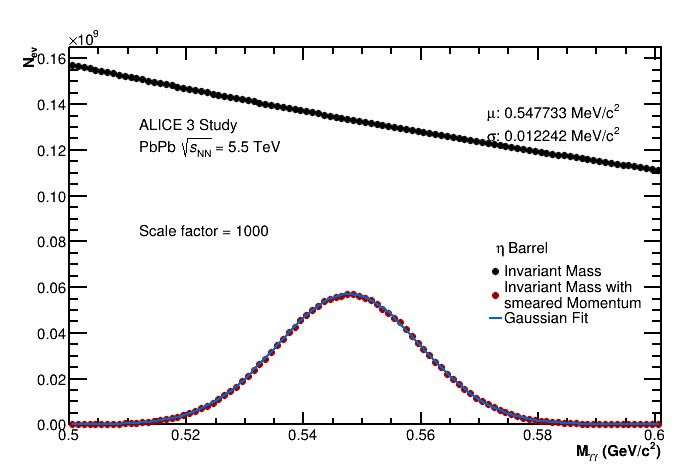 ×10⁹
N_ev
0.16
0.14
0.12
0.10
0.08
0.06
0.04
0.02
0.00
μ: 0.547733 MeV/c²
σ: 0.012242 MeV/c²
ALICE 3 Study
PbPb √s_NN = 5.5 TeV
Scale factor = 1000
η Barrel
Invariant Mass
Invariant Mass with
smeared Momentum
Gaussian Fit
0.5 0.52 0.54 0.56 0.58 0.6
M_γγ (GeV/c²)